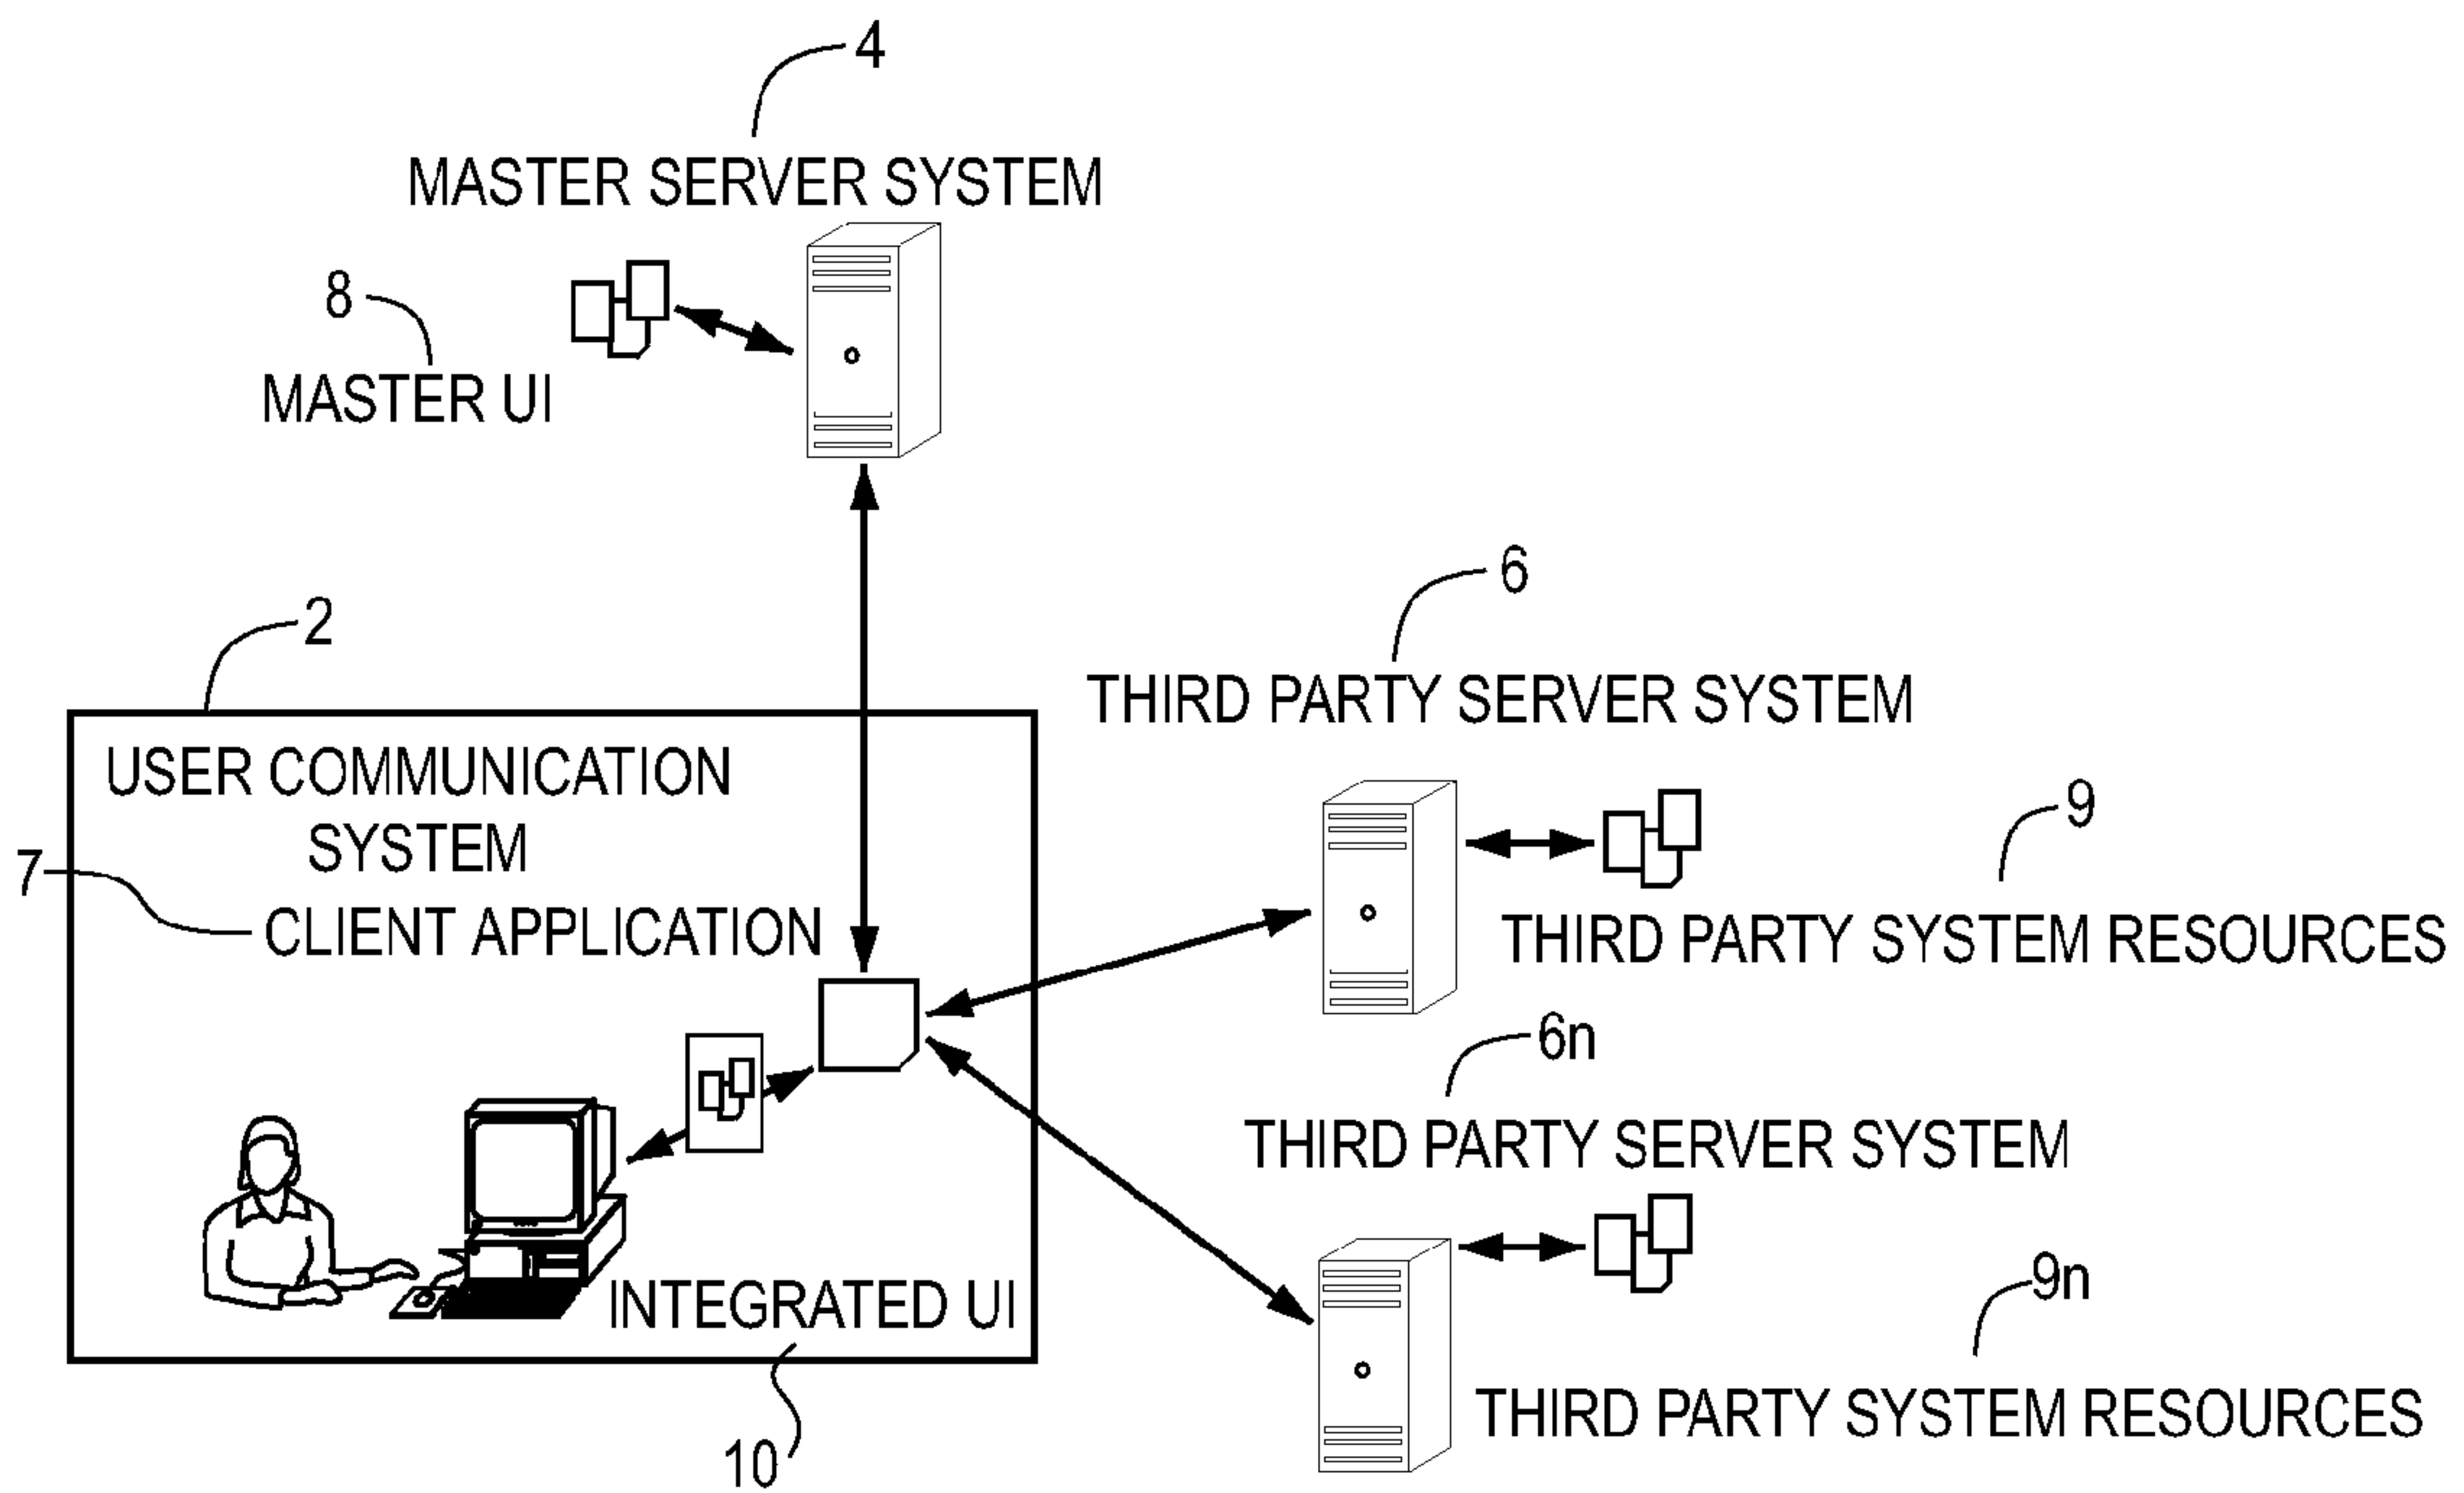 4
MASTER SERVER SYSTEM
8
MASTER UI
2
6
THIRD PARTY SERVER SYSTEM
USER COMMUNICATION
SYSTEM
7
CLIENT APPLICATION
9
THIRD PARTY SYSTEM RESOURCES
6n
THIRD PARTY SERVER SYSTEM
INTEGRATED UI
10
9n
THIRD PARTY SYSTEM RESOURCES